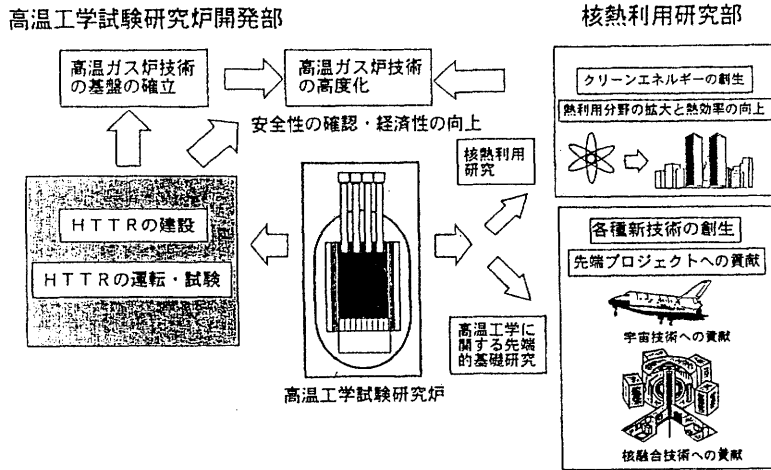 高温工学試験研究炉開発部
核熱利用研究部
高温ガス炉技術
の基盤の確立
高温ガス炉技術
の高度化
安全性の確認・経済性の向上
クリーンエネルギーの創生
熱利用分野の拡大と熱効率の向上
核熱利用
研究
HTTRの建設
HTTRの運転・試験
高温工学試験研究炉
高温工学に
関する先端
的基礎研究
各種新技術の創生
先端プロジェクトへの貢献
宇宙技術への貢献
核融合技術への貢献